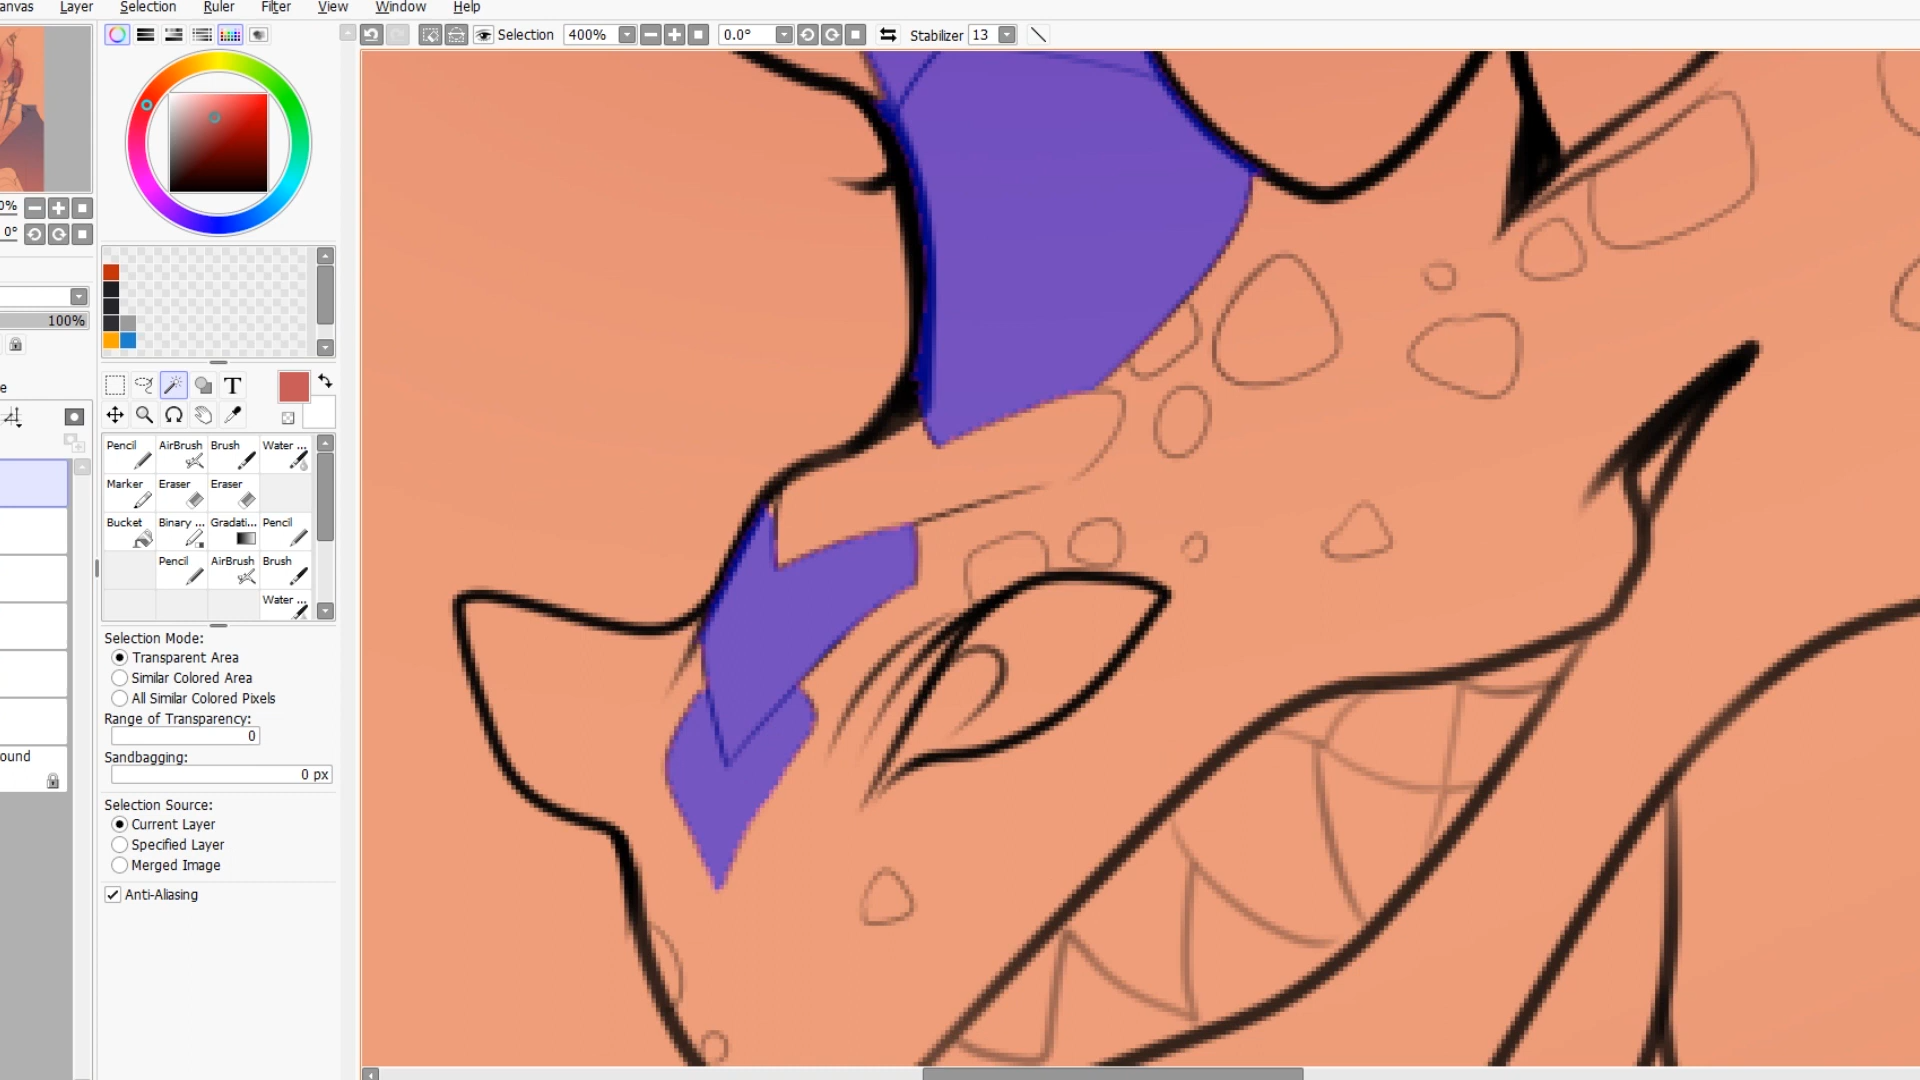 anvas Layer Selection Ruler Filter View Window Help
Selection 400% 0.0° Stabilizer 13
0%
0°
100%
e
T
Pencil AirBrush Brush Water ...
Marker Eraser Eraser
Bucket Binary ... Gradati... Pencil
Pencil AirBrush Brush
Water ...
Selection Mode:
Transparent Area
Similar Colored Area
All Similar Colored Pixels
Range of Transparency:
0
ound
Sandbagging:
0 px
Selection Source:
Current Layer
Specified Layer
Merged Image
Anti-Aliasing